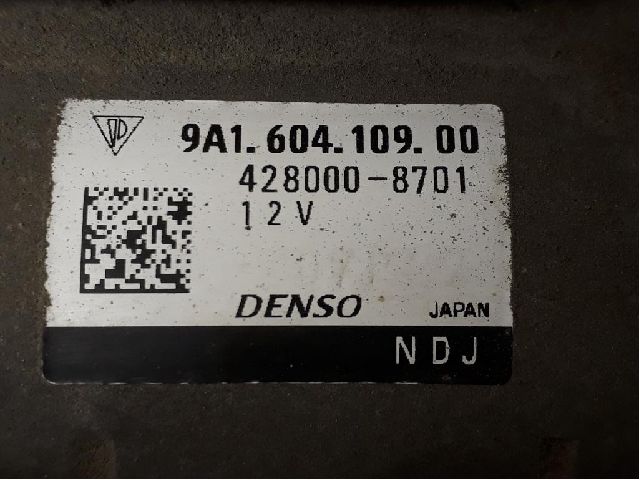 9A1.604.109.00
428000-8701
12V
DENSO JAPAN
NDJ